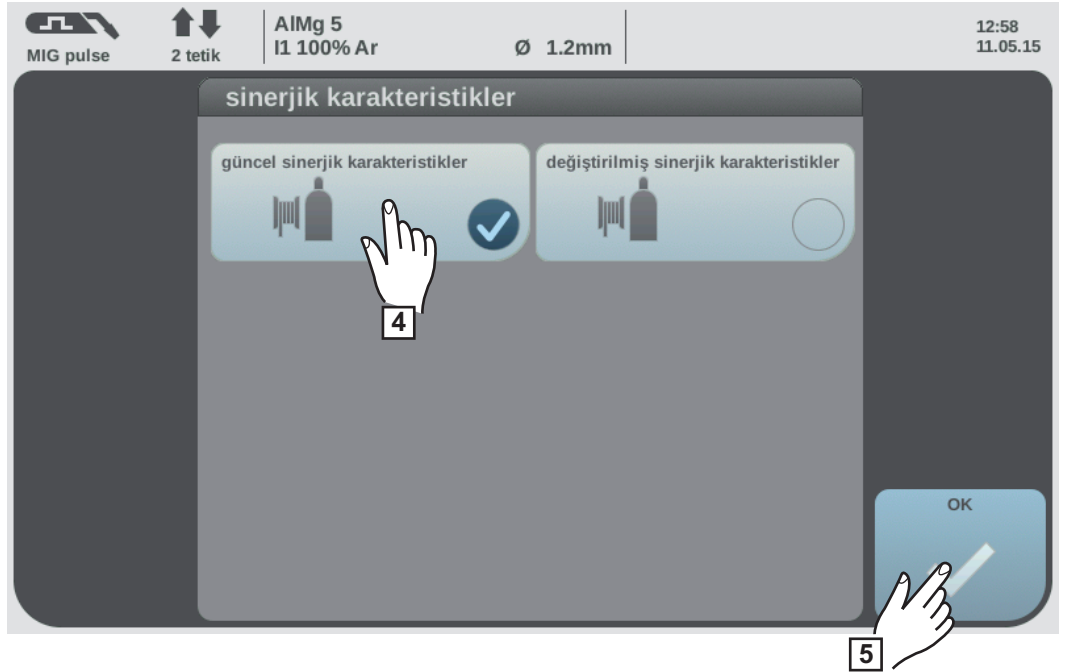 MIG pulse
2 tetik
AlMg 5
I1 100% Ar Ø 1.2mm
12:58
11.05.15
sinerjik karakteristikler
güncel sinerjik karakteristikler
değiştirilmiş sinerjik karakteristikler
4
OK
5